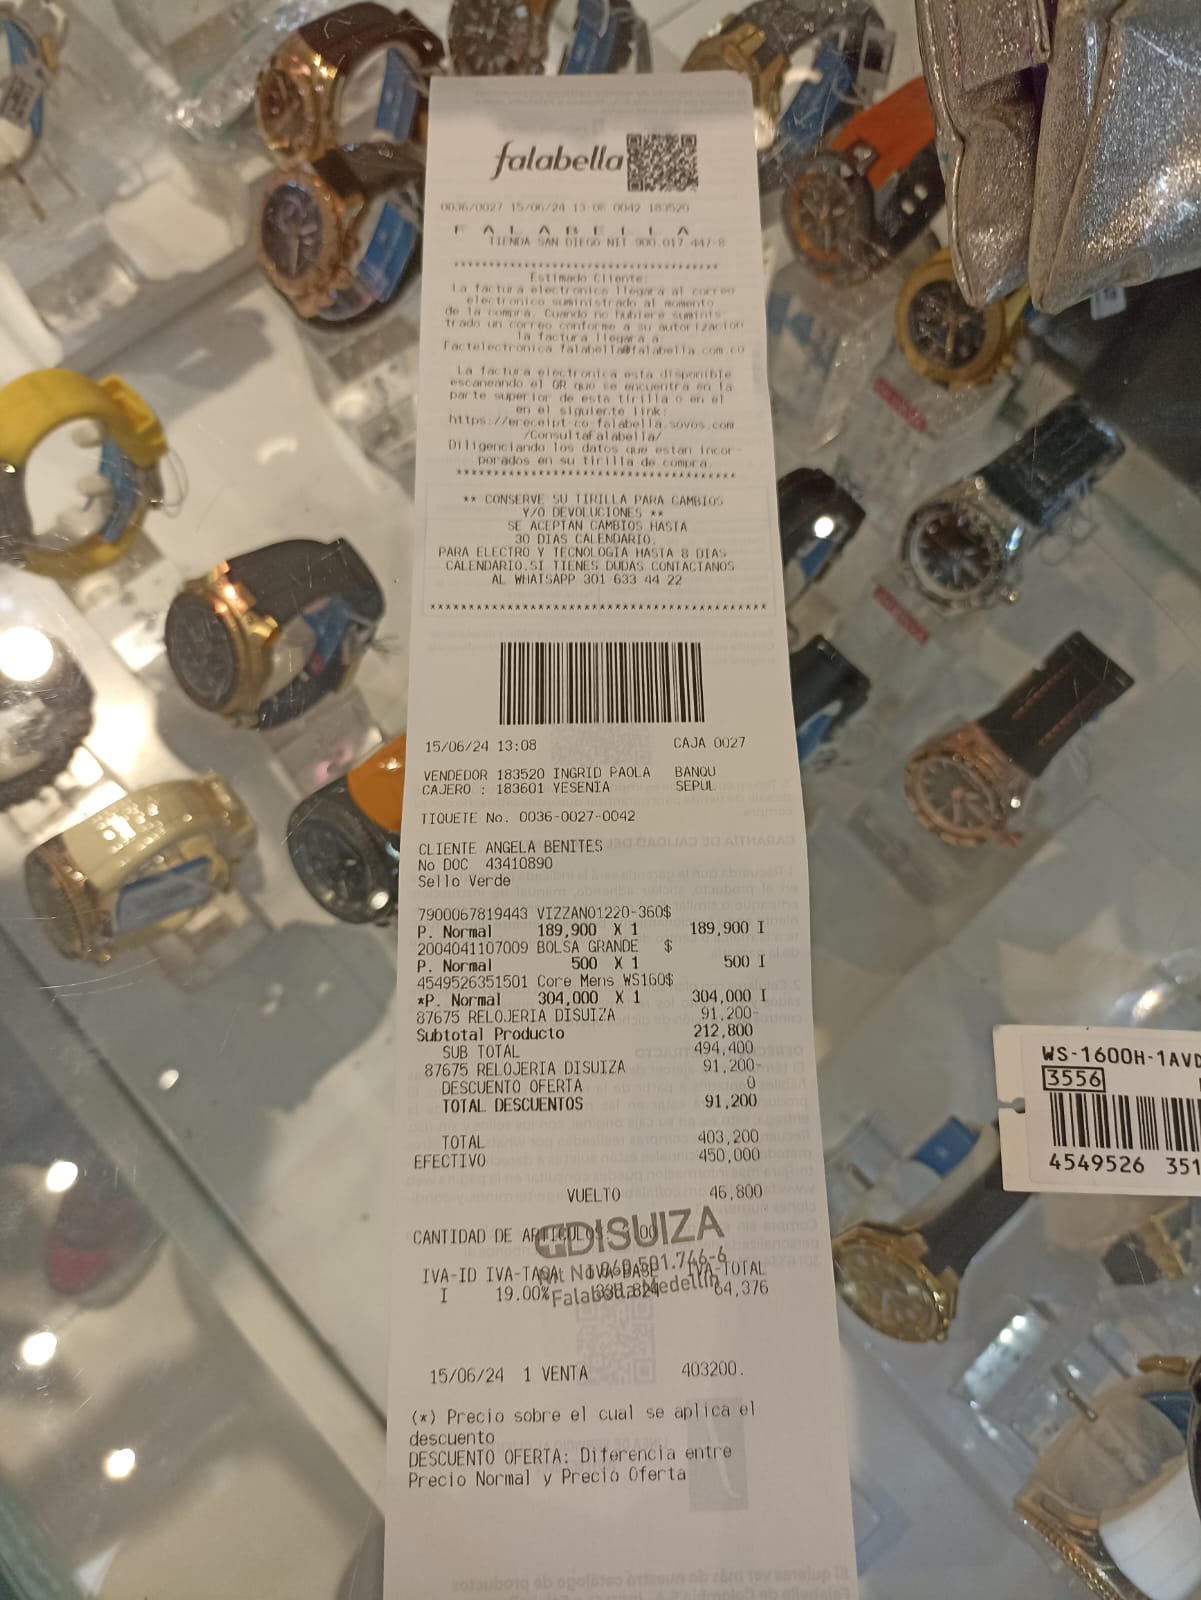 falabella
0036/0027 15/06/24 13:08 0042 183520
F A L A B E L L A
TIENDA SAN DIEGO NIT 900.017.447-8
****************************************
Estimado Cliente:
La factura electronica llegara al correo
electronico suministrado al momento
de la compra. Cuando no hubiere suminis-
trado un correo conforme a su autorizacion
la factura llegara a:
Factelectronica falabella@falabella.com.co
La factura electronica esta disponible
escaneando el QR que se encuentra en la
parte superior de esta tirilla o en el
en el siguiente link:
https://ereceipt-co-falabella.sovos.com
/ConsultaFalabella/
Diligenciando los datos que estan incor-
porados en su tirilla de compra.
****************************************
** CONSERVE SU TIRILLA PARA CAMBIOS
Y/O DEVOLUCIONES **
SE ACEPTAN CAMBIOS HASTA
30 DIAS CALENDARIO.
PARA ELECTRO Y TECNOLOGIA HASTA 8 DIAS
CALENDARIO.SI TIENES DUDAS CONTACTANOS
AL WHATSAPP 301 633 44 22
****************************************
15/06/24 13:08 CAJA 0027
VENDEDOR 183520 INGRID PAOLA BANQU
CAJERO : 183601 YESENIA SEPUL
TIQUETE No. 0036-0027-0042
CLIENTE ANGELA BENITES
No DOC 43410890
Sello Verde
7900067819443 VIZZANO1220-360$
P. Normal 189,900 X 1 189,900 I
2004041107009 BOLSA GRANDE $
P. Normal 500 X 1 500 I
4549526351501 Core Mens WS160$
*P. Normal 304,000 X 1 304,000 I
87675 RELOJERIA DISUIZA 91,200-
Subtotal Producto 212,800
SUB TOTAL 494,400
87675 RELOJERIA DISUIZA 91,200-
DESCUENTO OFERTA 0
TOTAL DESCUENTOS 91,200
TOTAL 403,200
EFECTIVO 450,000
VUELTO 46,800
CANTIDAD DE ARTICULOS: 00
DISUIZA
IVA-ID IVA-TASA IVA-BASE IVA-TOTAL
I 19.00% 338,824 64,376
Falabella Medellin
15/06/24 1 VENTA 403200.
(*) Precio sobre el cual se aplica el
descuento
DESCUENTO OFERTA: Diferencia entre
Precio Normal y Precio Oferta
WS-1600H-1AVD
3556
4549526 351